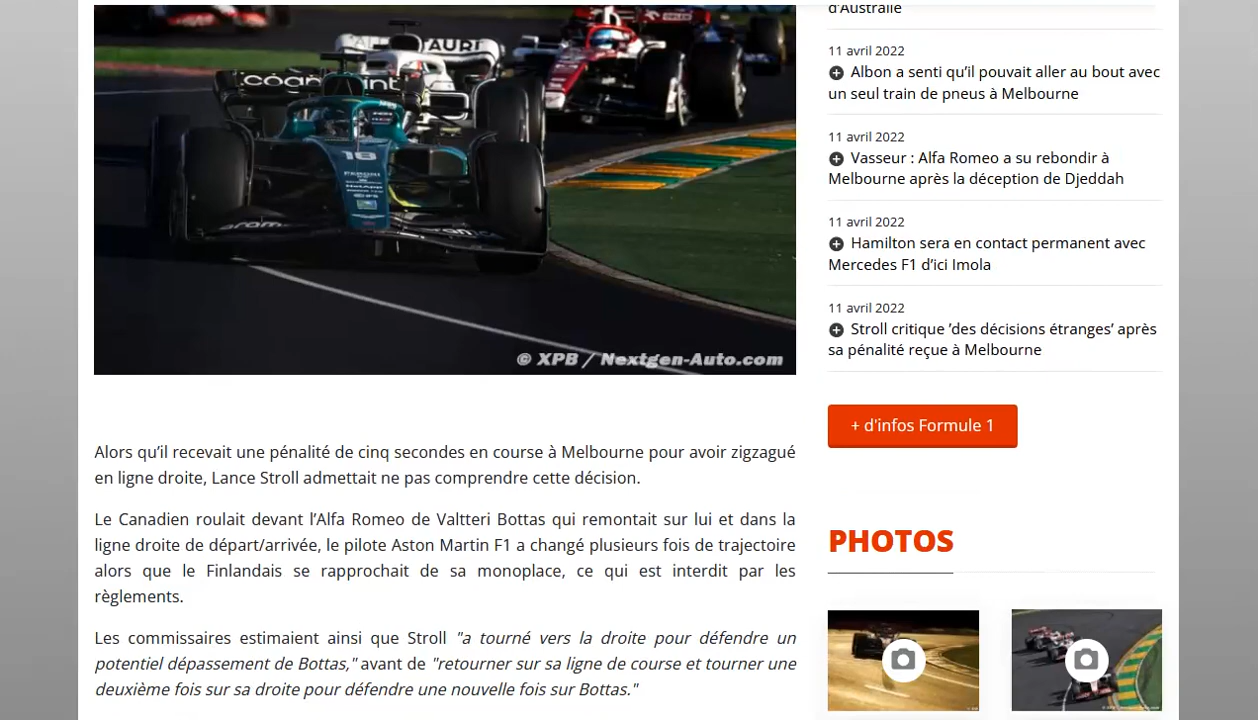 AURI
ORLEN
cognizant
18
NetApp
aramco
© XPB / Nextgen-Auto.com
Alors qu’il recevait une pénalité de cinq secondes en course à Melbourne pour avoir zigzagué
en ligne droite, Lance Stroll admettait ne pas comprendre cette décision.
Le Canadien roulait devant l’Alfa Romeo de Valtteri Bottas qui remontait sur lui et dans la
ligne droite de départ/arrivée, le pilote Aston Martin F1 a changé plusieurs fois de trajectoire
alors que le Finlandais se rapprochait de sa monoplace, ce qui est interdit par les
règlements.
Les commissaires estimaient ainsi que Stroll "a tourné vers la droite pour défendre un
potentiel dépassement de Bottas," avant de "retourner sur sa ligne de course et tourner une
deuxième fois sur sa droite pour défendre une nouvelle fois sur Bottas."
d’Australie
11 avril 2022
Albon a senti qu’il pouvait aller au bout avec
un seul train de pneus à Melbourne
11 avril 2022
Vasseur : Alfa Romeo a su rebondir à
Melbourne après la déception de Djeddah
11 avril 2022
Hamilton sera en contact permanent avec
Mercedes F1 d’ici Imola
11 avril 2022
Stroll critique ’des décisions étranges’ après
sa pénalité reçue à Melbourne
+ d'infos Formule 1
PHOTOS